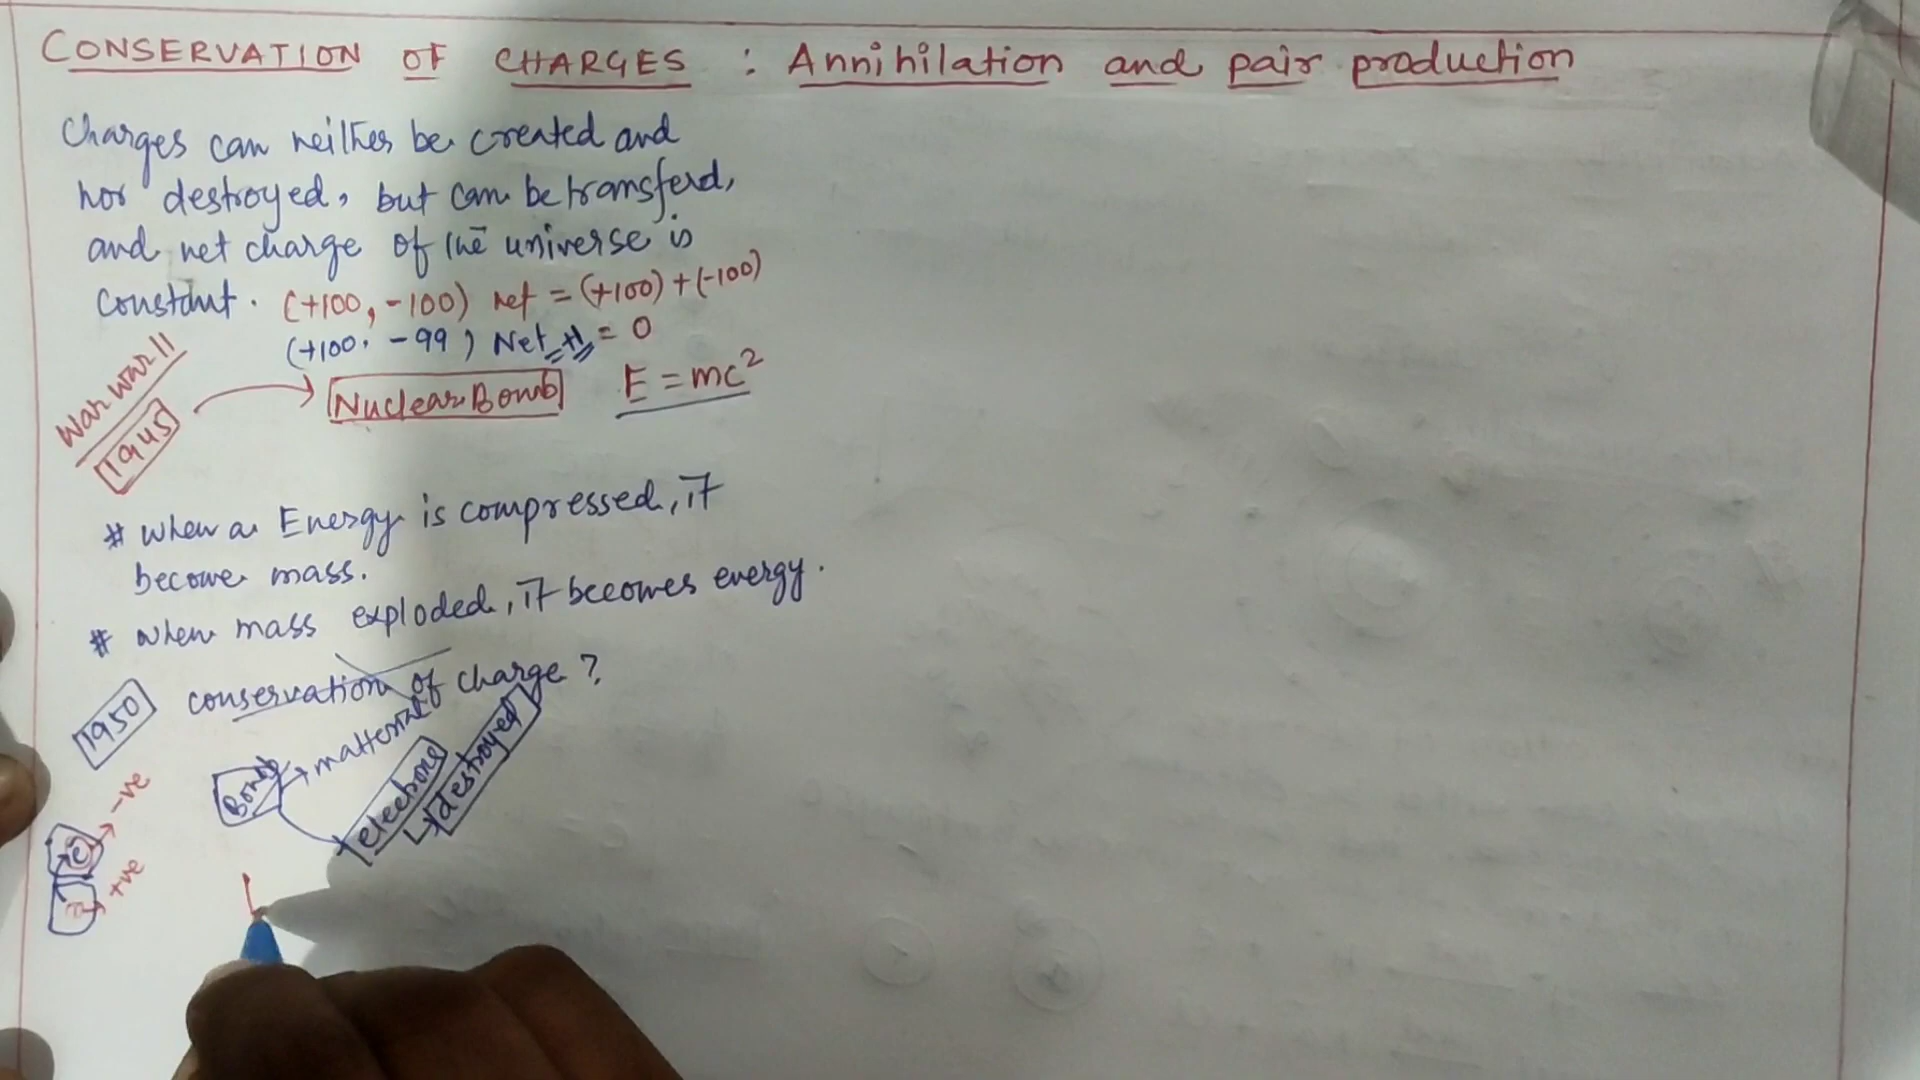 CONSERVATION OF CHARGES : Annihilation and pair production
Charges can neither be created and
nor destroyed, but can be transferd,
and net charge of the universe is
constant. (+100, -100) net = (+100) + (-100)
(+100, -99) Net +1 = 0
War War II
1945
Nuclear Bomb
E = mc²
# when a Energy is compressed, it
become mass.
# when mass exploded, it becomes energy.
1950
conservation of charge ?
Bomb
material
electrons
destroyed
e → -ve
+ve